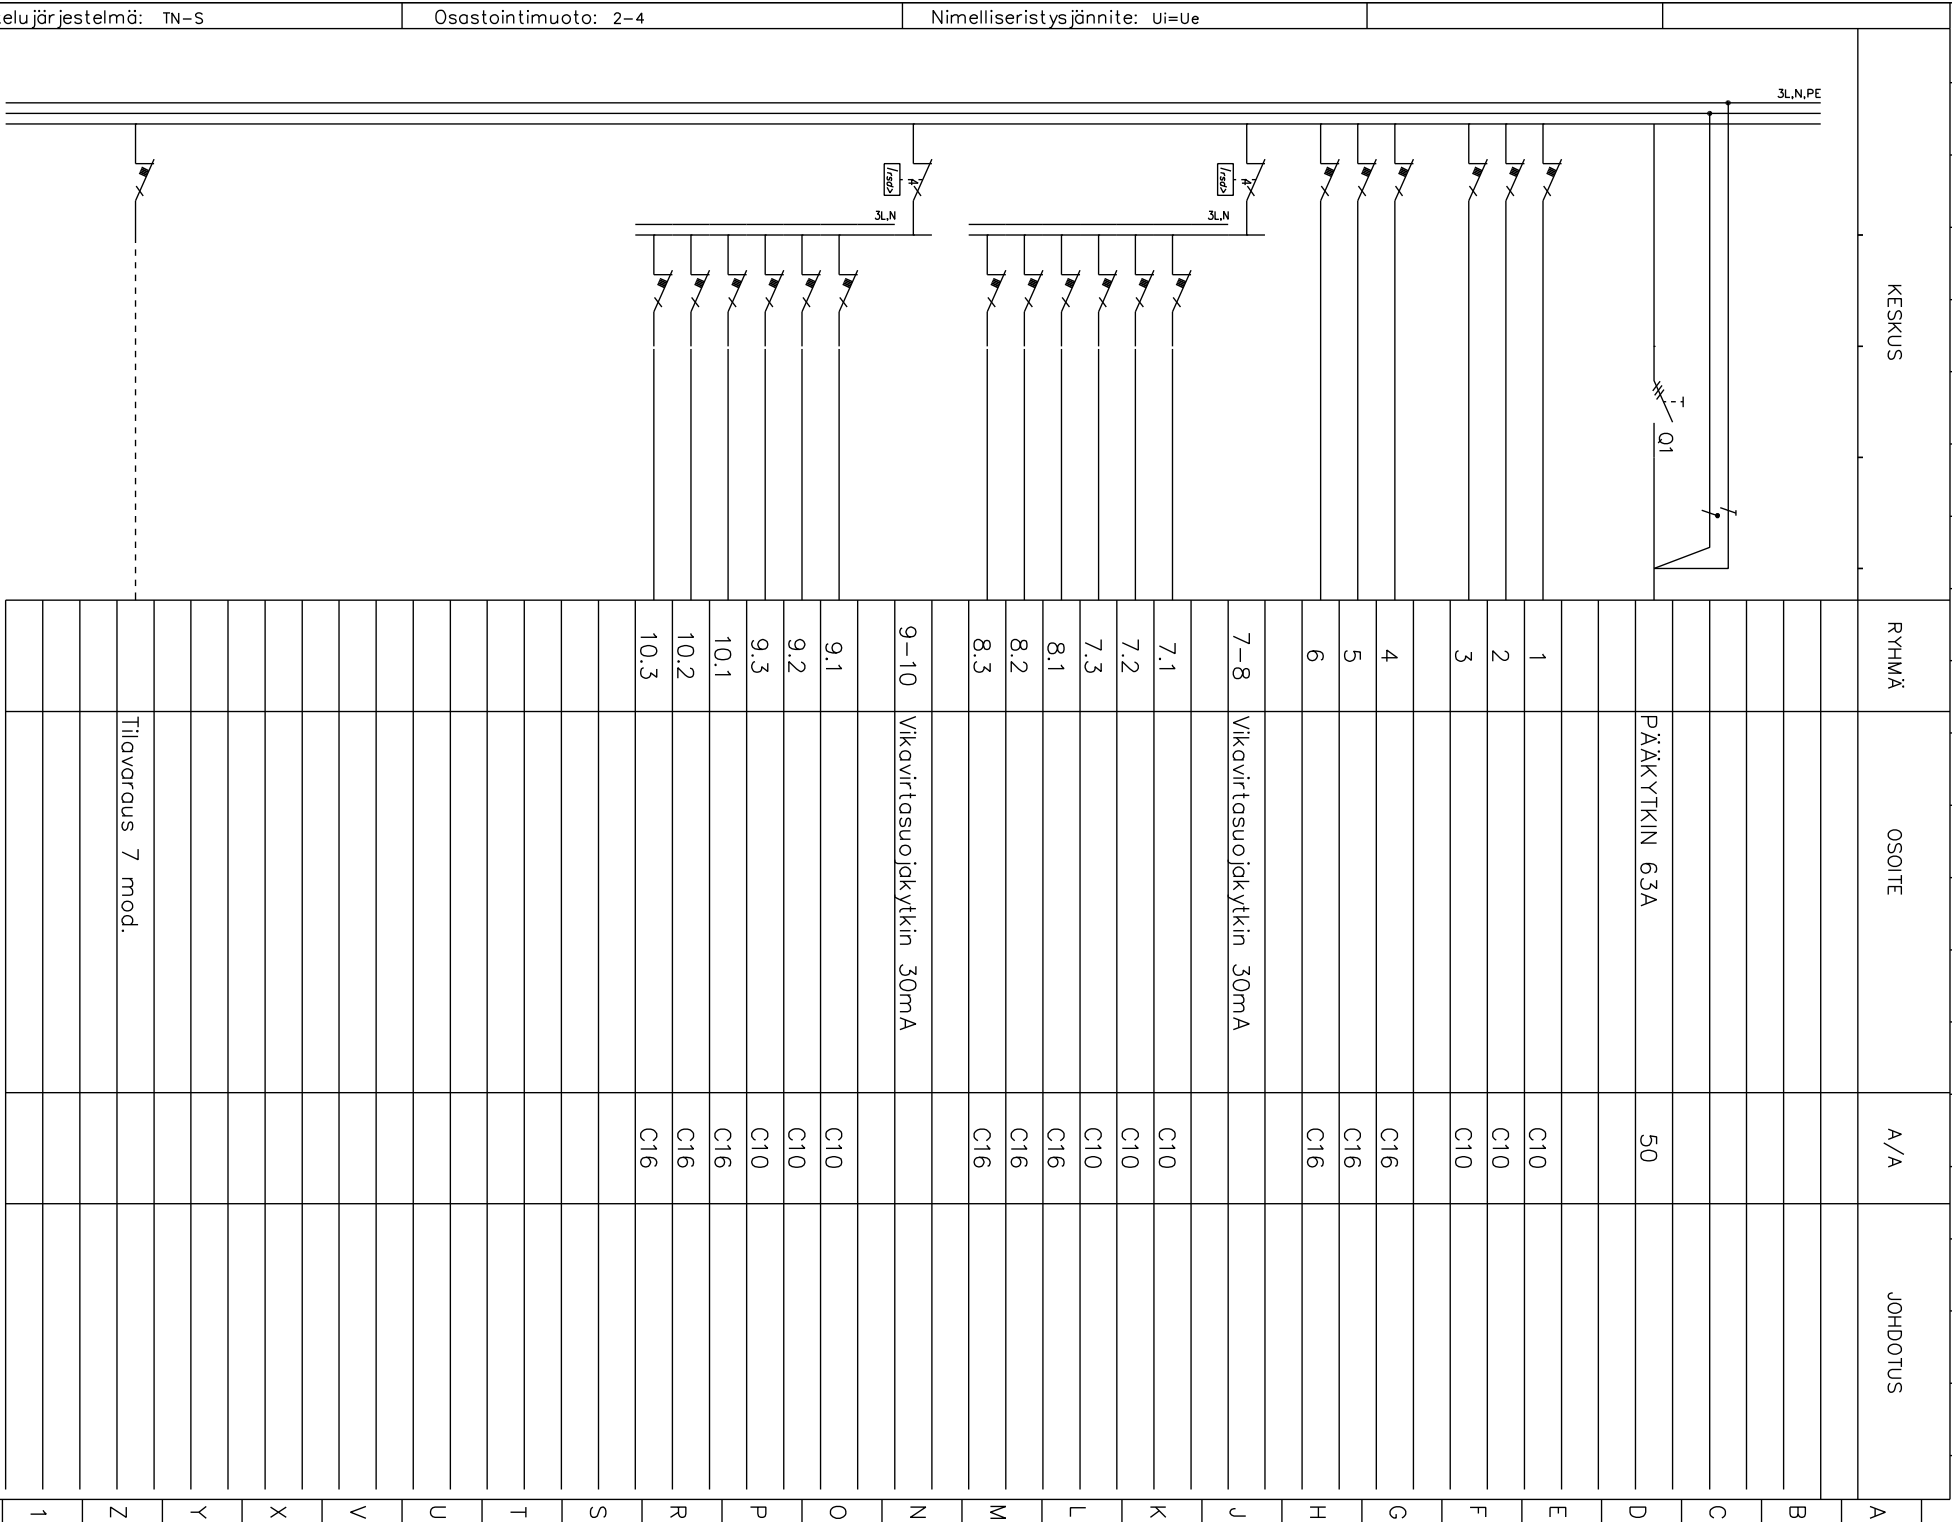 elujärjestelmä: TN-S
Osastointimuoto: 2-4
Nimelliseristysjännite: Ui=Ue
KESKUS RYHMÄ OSOITE A/A JOHDOTUS
3L,N,PE
Q1
PÄÄKYTKIN 63A 50
1 C10
2 C10
3 C10
4 C16
5 C16
6 C16
Irsd>
3L,N
7-8 Vikavirtasuojakytkin 30mA
7.1 C10
7.2 C10
7.3 C10
8.1 C16
8.2 C16
8.3 C16
Irsd>
3L,N
9-10 Vikavirtasuojakytkin 30mA
9.1 C10
9.2 C10
9.3 C10
10.1 C16
10.2 C16
10.3 C16
Tilavaraus 7 mod.
A
B
C
D
E
F
G
H
J
K
L
M
N
O
P
R
S
T
U
V
X
Y
Z
1